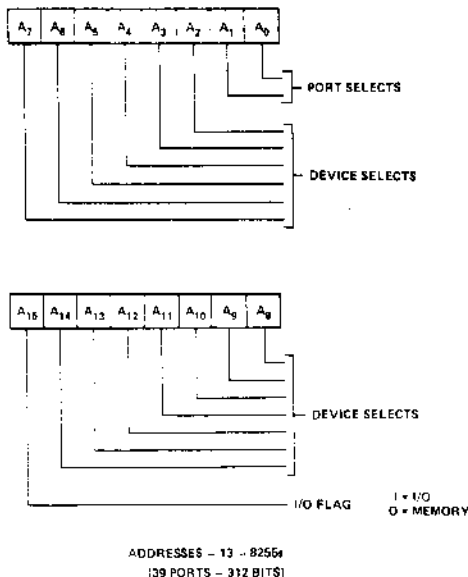 A7 A6 A5 A4 A3 A2 A1 A0
PORT SELECTS
DEVICE SELECTS
A15 A14 A13 A12 A11 A10 A9 A8
DEVICE SELECTS
I/O FLAG
1 = I/O
0 = MEMORY
ADDRESSES – 13 – 8255s
[39 PORTS – 312 BITS]